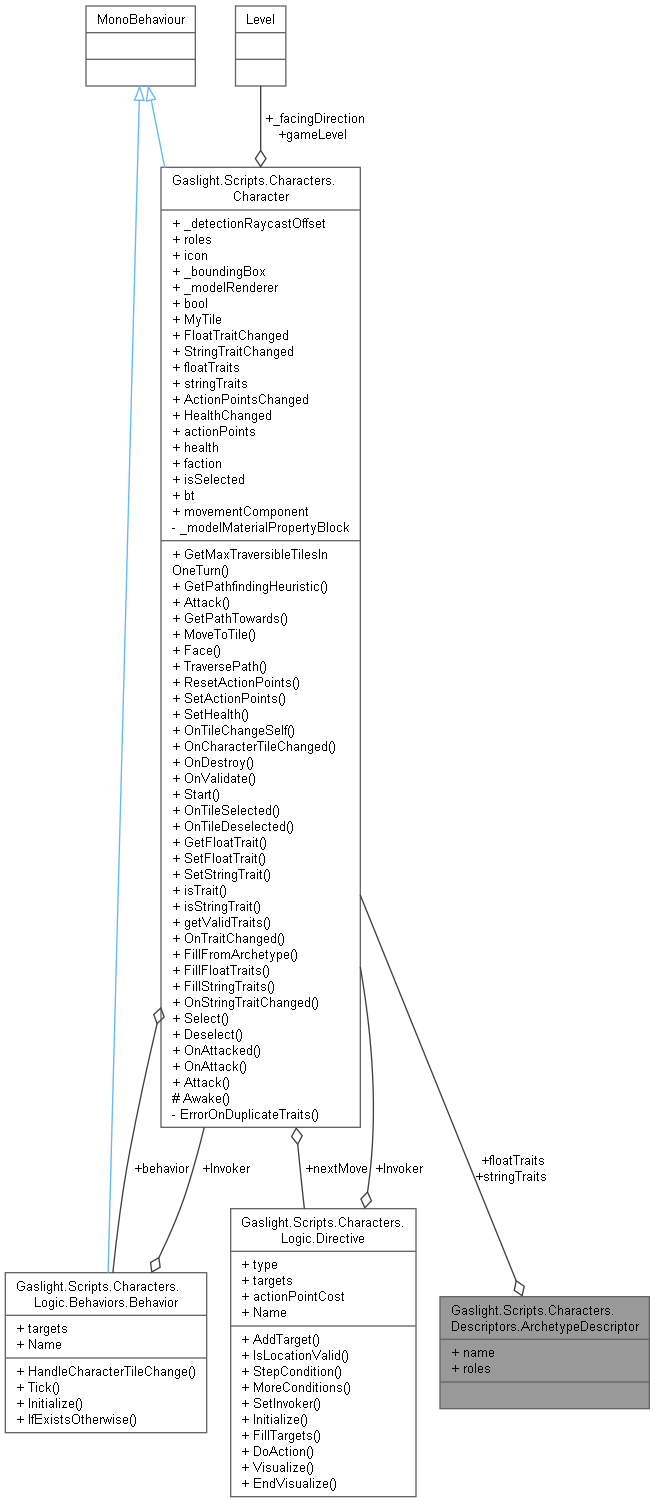 MonoBehaviour
Level
+_facingDirection
+gameLevel
Gaslight.Scripts.Characters.
Character
+ _detectionRaycastOffset
+ roles
+ icon
+ _boundingBox
+ _modelRenderer
+ bool
+ MyTile
+ FloatTraitChanged
+ StringTraitChanged
+ floatTraits
+ stringTraits
+ ActionPointsChanged
+ HealthChanged
+ actionPoints
+ health
+ faction
+ isSelected
+ bt
+ movementComponent
- _modelMaterialPropertyBlock
+ GetMaxTraversibleTilesIn
OneTurn()
+ GetPathfindingHeuristic()
+ Attack()
+ GetPathTowards()
+ MoveToTile()
+ Face()
+ TraversePath()
+ ResetActionPoints()
+ SetActionPoints()
+ SetHealth()
+ OnTileChangeSelf()
+ OnCharacterTileChanged()
+ OnDestroy()
+ OnValidate()
+ Start()
+ OnTileSelected()
+ OnTileDeselected()
+ GetFloatTrait()
+ SetFloatTrait()
+ SetStringTrait()
+ isTrait()
+ isStringTrait()
+ getValidTraits()
+ OnTraitChanged()
+ FillFromArchetype()
+ FillFloatTraits()
+ FillStringTraits()
+ OnStringTraitChanged()
+ Select()
+ Deselect()
+ OnAttacked()
+ OnAttack()
+ Attack()
# Awake()
- ErrorOnDuplicateTraits()
+behavior
+Invoker
+nextMove
+Invoker
+floatTraits
+stringTraits
Gaslight.Scripts.Characters.
Logic.Behaviors.Behavior
+ targets
+ Name
+ HandleCharacterTileChange()
+ Tick()
+ Initialize()
+ IfExistsOtherwise()
Gaslight.Scripts.Characters.
Logic.Directive
+ type
+ targets
+ actionPointCost
+ Name
+ AddTarget()
+ IsLocationValid()
+ StepCondition()
+ MoreConditions()
+ SetInvoker()
+ Initialize()
+ FillTargets()
+ DoAction()
+ Visualize()
+ EndVisualize()
Gaslight.Scripts.Characters.
Descriptors.ArchetypeDescriptor
+ name
+ roles